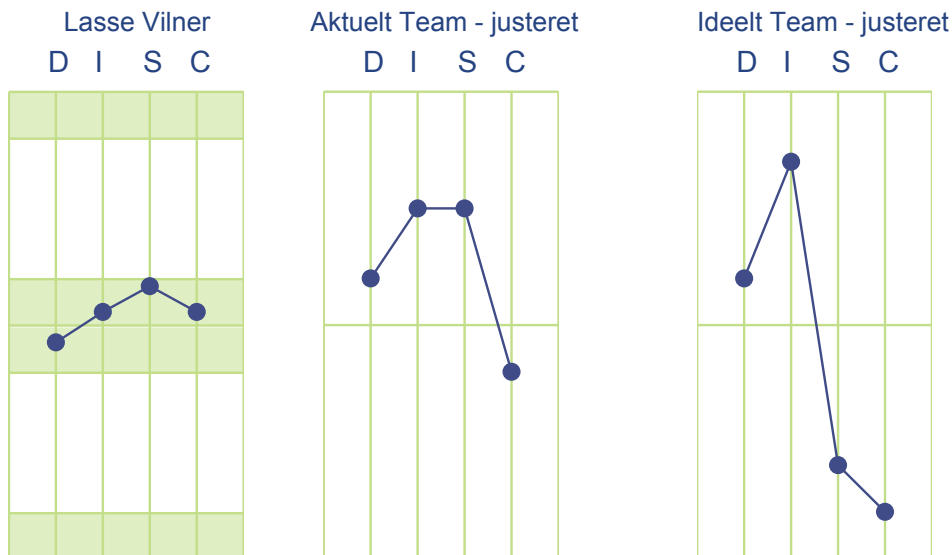 Lasse Vilner
D I S C
Aktuelt Team - justeret
D I S C
Ideelt Team - justeret
D I S C